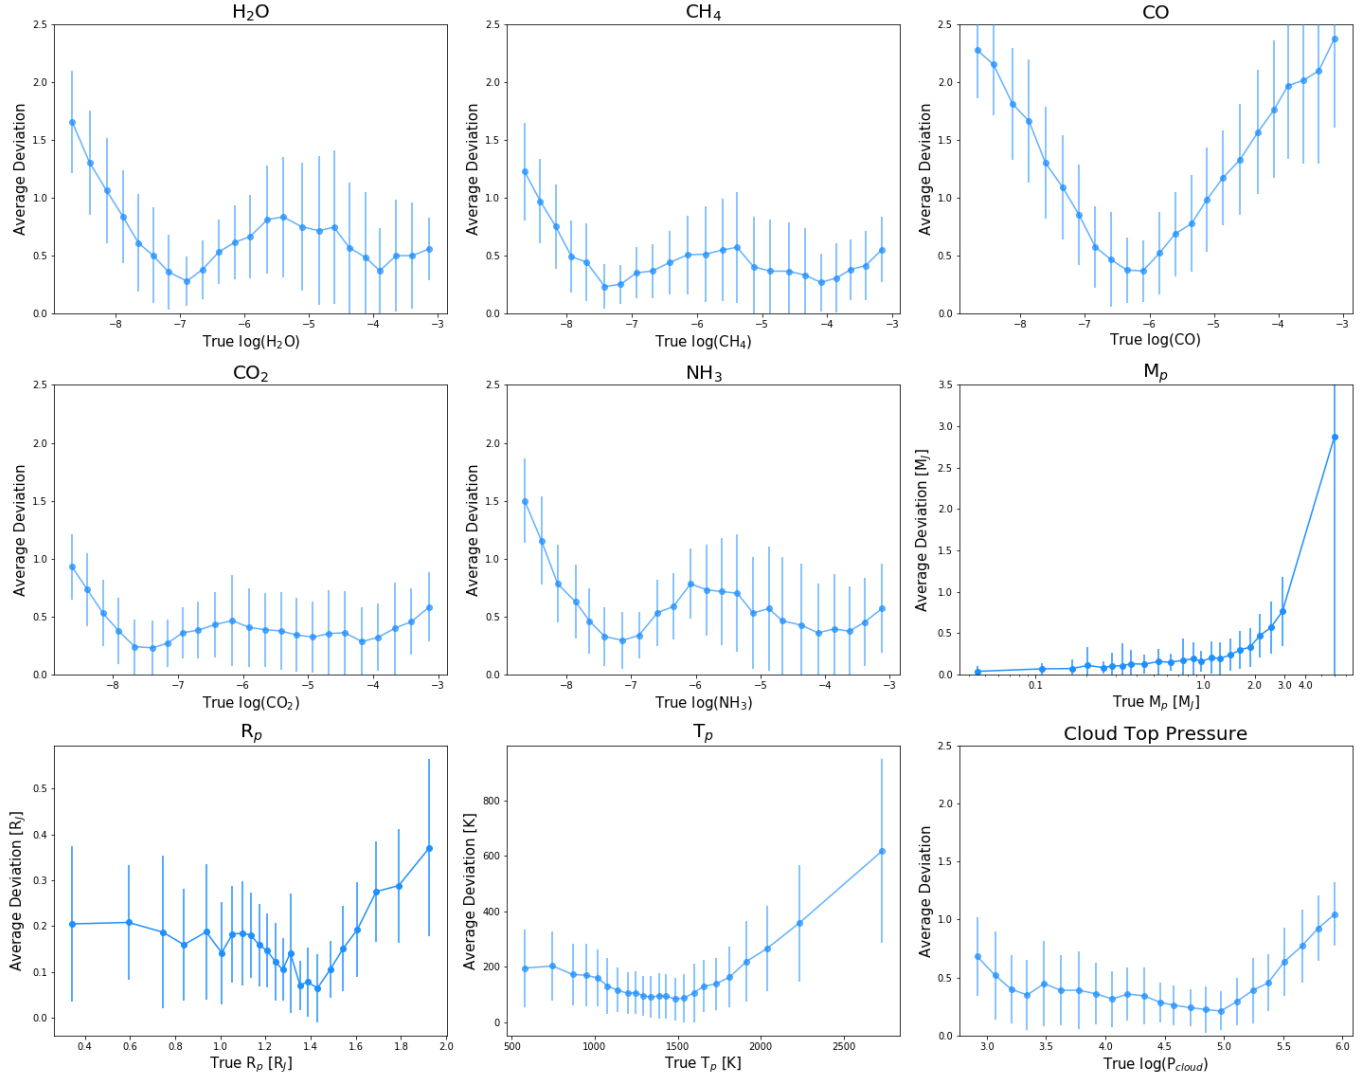 H₂O
2.5
2.0
1.5
1.0
0.5
0.0
Average Deviation
−8 −7 −6 −5 −4 −3
True log(H₂O)
CH₄
2.5
2.0
1.5
1.0
0.5
0.0
Average Deviation
−8 −7 −6 −5 −4 −3
True log(CH₄)
CO
2.5
2.0
1.5
1.0
0.5
0.0
Average Deviation
−8 −7 −6 −5 −4 −3
True log(CO)
CO₂
2.5
2.0
1.5
1.0
0.5
0.0
Average Deviation
−8 −7 −6 −5 −4 −3
True log(CO₂)
NH₃
2.5
2.0
1.5
1.0
0.5
0.0
Average Deviation
−8 −7 −6 −5 −4 −3
True log(NH₃)
Mₚ
3.5
3.0
2.5
2.0
1.5
1.0
0.5
0.0
Average Deviation [M_J]
0.1 1.0 2.0 3.0 4.0
True Mₚ [M_J]
Rₚ
0.5
0.4
0.3
0.2
0.1
0.0
Average Deviation [R_J]
0.4 0.6 0.8 1.0 1.2 1.4 1.6 1.8 2.0
True Rₚ [R_J]
Tₚ
800
600
400
200
0
Average Deviation [K]
500 1000 1500 2000 2500
True Tₚ [K]
Cloud Top Pressure
2.5
2.0
1.5
1.0
0.5
0.0
Average Deviation
3.0 3.5 4.0 4.5 5.0 5.5 6.0
True log(P_cloud)